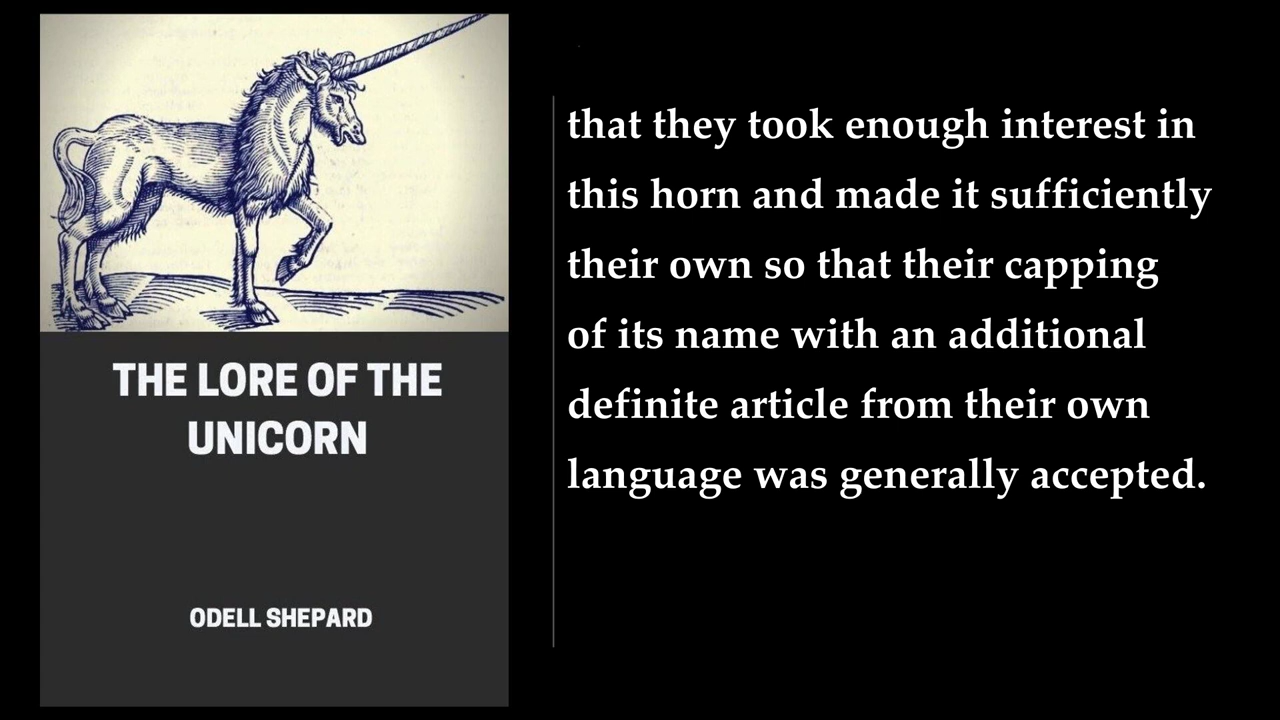 THE LORE OF THE
UNICORN
ODELL SHEPARD
that they took enough interest in
this horn and made it sufficiently
their own so that their capping
of its name with an additional
definite article from their own
language was generally accepted.